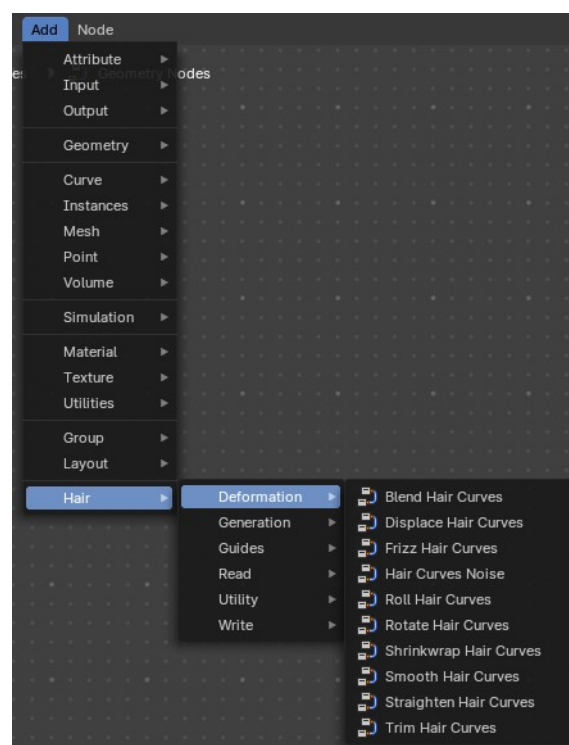 Add Node
Attribute
es Geometry Nodes
Input
Output
Geometry
Curve
Instances
Mesh
Point
Volume
Simulation
Material
Texture
Utilities
Group
Layout
Hair
Deformation
Generation
Guides
Read
Utility
Write
Blend Hair Curves
Displace Hair Curves
Frizz Hair Curves
Hair Curves Noise
Roll Hair Curves
Rotate Hair Curves
Shrinkwrap Hair Curves
Smooth Hair Curves
Straighten Hair Curves
Trim Hair Curves